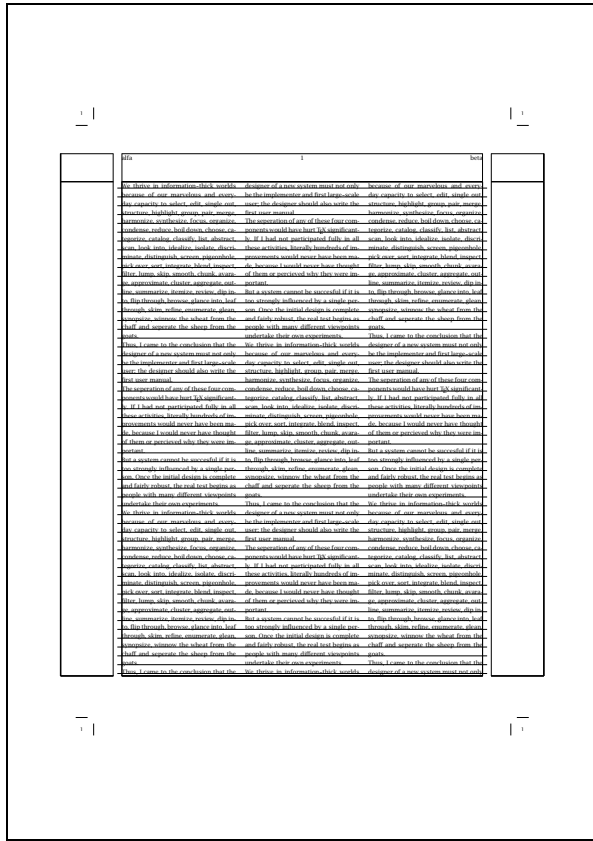 1 1
alfa 1 beta
We thrive in information–thick worlds
because of our marvelous and every-
day capacity to select, edit, single out,
structure, highlight, group, pair, merge,
harmonize, synthesize, focus, organize,
condense, reduce, boil down, choose, ca-
tegorize, catalog, classify, list, abstract,
scan, look into, idealize, isolate, discri-
minate, distinguish, screen, pigeonhole,
pick over, sort, integrate, blend, inspect,
filter, lump, skip, smooth, chunk, avara-
ge, approximate, cluster, aggregate, out-
line, summarize, itemize, review, dip in-
to, flip through, browse, glance into, leaf
through, skim, refine, enumerate, glean,
synopsize, winnow the wheat from the
chaff and seperate the sheep from the
goats.
Thus, I came to the conclusion that the
designer of a new system must not only
be the implementer and first large–scale
user; the designer should also write the
first user manual.
The seperation of any of these four com-
ponents would have hurt TEX significant-
ly. If I had not participated fully in all
these activities, literally hundreds of im-
provements would never have been ma-
de, because I would never have thought
of them or percieved why they were im-
portant.
But a system cannot be succesful if it is
too strongly influenced by a single per-
son. Once the initial design is complete
and fairly robust, the real test begins as
people with many different viewpoints
undertake their own experiments.
We thrive in information–thick worlds
because of our marvelous and every-
day capacity to select, edit, single out,
structure, highlight, group, pair, merge,
harmonize, synthesize, focus, organize,
condense, reduce, boil down, choose, ca-
tegorize, catalog, classify, list, abstract,
scan, look into, idealize, isolate, discri-
minate, distinguish, screen, pigeonhole,
pick over, sort, integrate, blend, inspect,
filter, lump, skip, smooth, chunk, avara-
ge, approximate, cluster, aggregate, out-
line, summarize, itemize, review, dip in-
to, flip through, browse, glance into, leaf
through, skim, refine, enumerate, glean,
synopsize, winnow the wheat from the
chaff and seperate the sheep from the
goats.
Thus, I came to the conclusion that the
designer of a new system must not only
be the implementer and first large–scale
user; the designer should also write the
first user manual.
The seperation of any of these four com-
ponents would have hurt TEX significant-
ly. If I had not participated fully in all
these activities, literally hundreds of im-
provements would never have been ma-
de, because I would never have thought
of them or percieved why they were im-
portant.
But a system cannot be succesful if it is
too strongly influenced by a single per-
son. Once the initial design is complete
and fairly robust, the real test begins as
people with many different viewpoints
undertake their own experiments.
We thrive in information–thick worlds
because of our marvelous and every-
day capacity to select, edit, single out,
structure, highlight, group, pair, merge,
harmonize, synthesize, focus, organize,
condense, reduce, boil down, choose, ca-
tegorize, catalog, classify, list, abstract,
scan, look into, idealize, isolate, discri-
minate, distinguish, screen, pigeonhole,
pick over, sort, integrate, blend, inspect,
filter, lump, skip, smooth, chunk, avara-
ge, approximate, cluster, aggregate, out-
line, summarize, itemize, review, dip in-
to, flip through, browse, glance into, leaf
through, skim, refine, enumerate, glean,
synopsize, winnow the wheat from the
chaff and seperate the sheep from the
goats.
Thus, I came to the conclusion that the
designer of a new system must not only
be the implementer and first large–scale
user; the designer should also write the
first user manual.
The seperation of any of these four com-
ponents would have hurt TEX significant-
ly. If I had not participated fully in all
these activities, literally hundreds of im-
provements would never have been ma-
de, because I would never have thought
of them or percieved why they were im-
portant.
But a system cannot be succesful if it is
too strongly influenced by a single per-
son. Once the initial design is complete
and fairly robust, the real test begins as
people with many different viewpoints
undertake their own experiments.
We thrive in information–thick worlds
because of our marvelous and every-
day capacity to select, edit, single out,
structure, highlight, group, pair, merge,
harmonize, synthesize, focus, organize,
condense, reduce, boil down, choose, ca-
tegorize, catalog, classify, list, abstract,
scan, look into, idealize, isolate, discri-
minate, distinguish, screen, pigeonhole,
pick over, sort, integrate, blend, inspect,
filter, lump, skip, smooth, chunk, avara-
ge, approximate, cluster, aggregate, out-
line, summarize, itemize, review, dip in-
to, flip through, browse, glance into, leaf
through, skim, refine, enumerate, glean,
synopsize, winnow the wheat from the
chaff and seperate the sheep from the
goats.
Thus, I came to the conclusion that the
designer of a new system must not only
be the implementer and first large–scale
user; the designer should also write the
first user manual.
The seperation of any of these four com-
ponents would have hurt TEX significant-
ly. If I had not participated fully in all
these activities, literally hundreds of im-
provements would never have been ma-
de, because I would never have thought
of them or percieved why they were im-
portant.
But a system cannot be succesful if it is
too strongly influenced by a single per-
son. Once the initial design is complete
and fairly robust, the real test begins as
people with many different viewpoints
undertake their own experiments.
We thrive in information–thick worlds
because of our marvelous and every-
day capacity to select, edit, single out,
structure, highlight, group, pair, merge,
harmonize, synthesize, focus, organize,
condense, reduce, boil down, choose, ca-
tegorize, catalog, classify, list, abstract,
scan, look into, idealize, isolate, discri-
minate, distinguish, screen, pigeonhole,
pick over, sort, integrate, blend, inspect,
filter, lump, skip, smooth, chunk, avara-
ge, approximate, cluster, aggregate, out-
line, summarize, itemize, review, dip in-
to, flip through, browse, glance into, leaf
through, skim, refine, enumerate, glean,
synopsize, winnow the wheat from the
chaff and seperate the sheep from the
goats.
Thus, I came to the conclusion that the
designer of a new system must not only
1 1